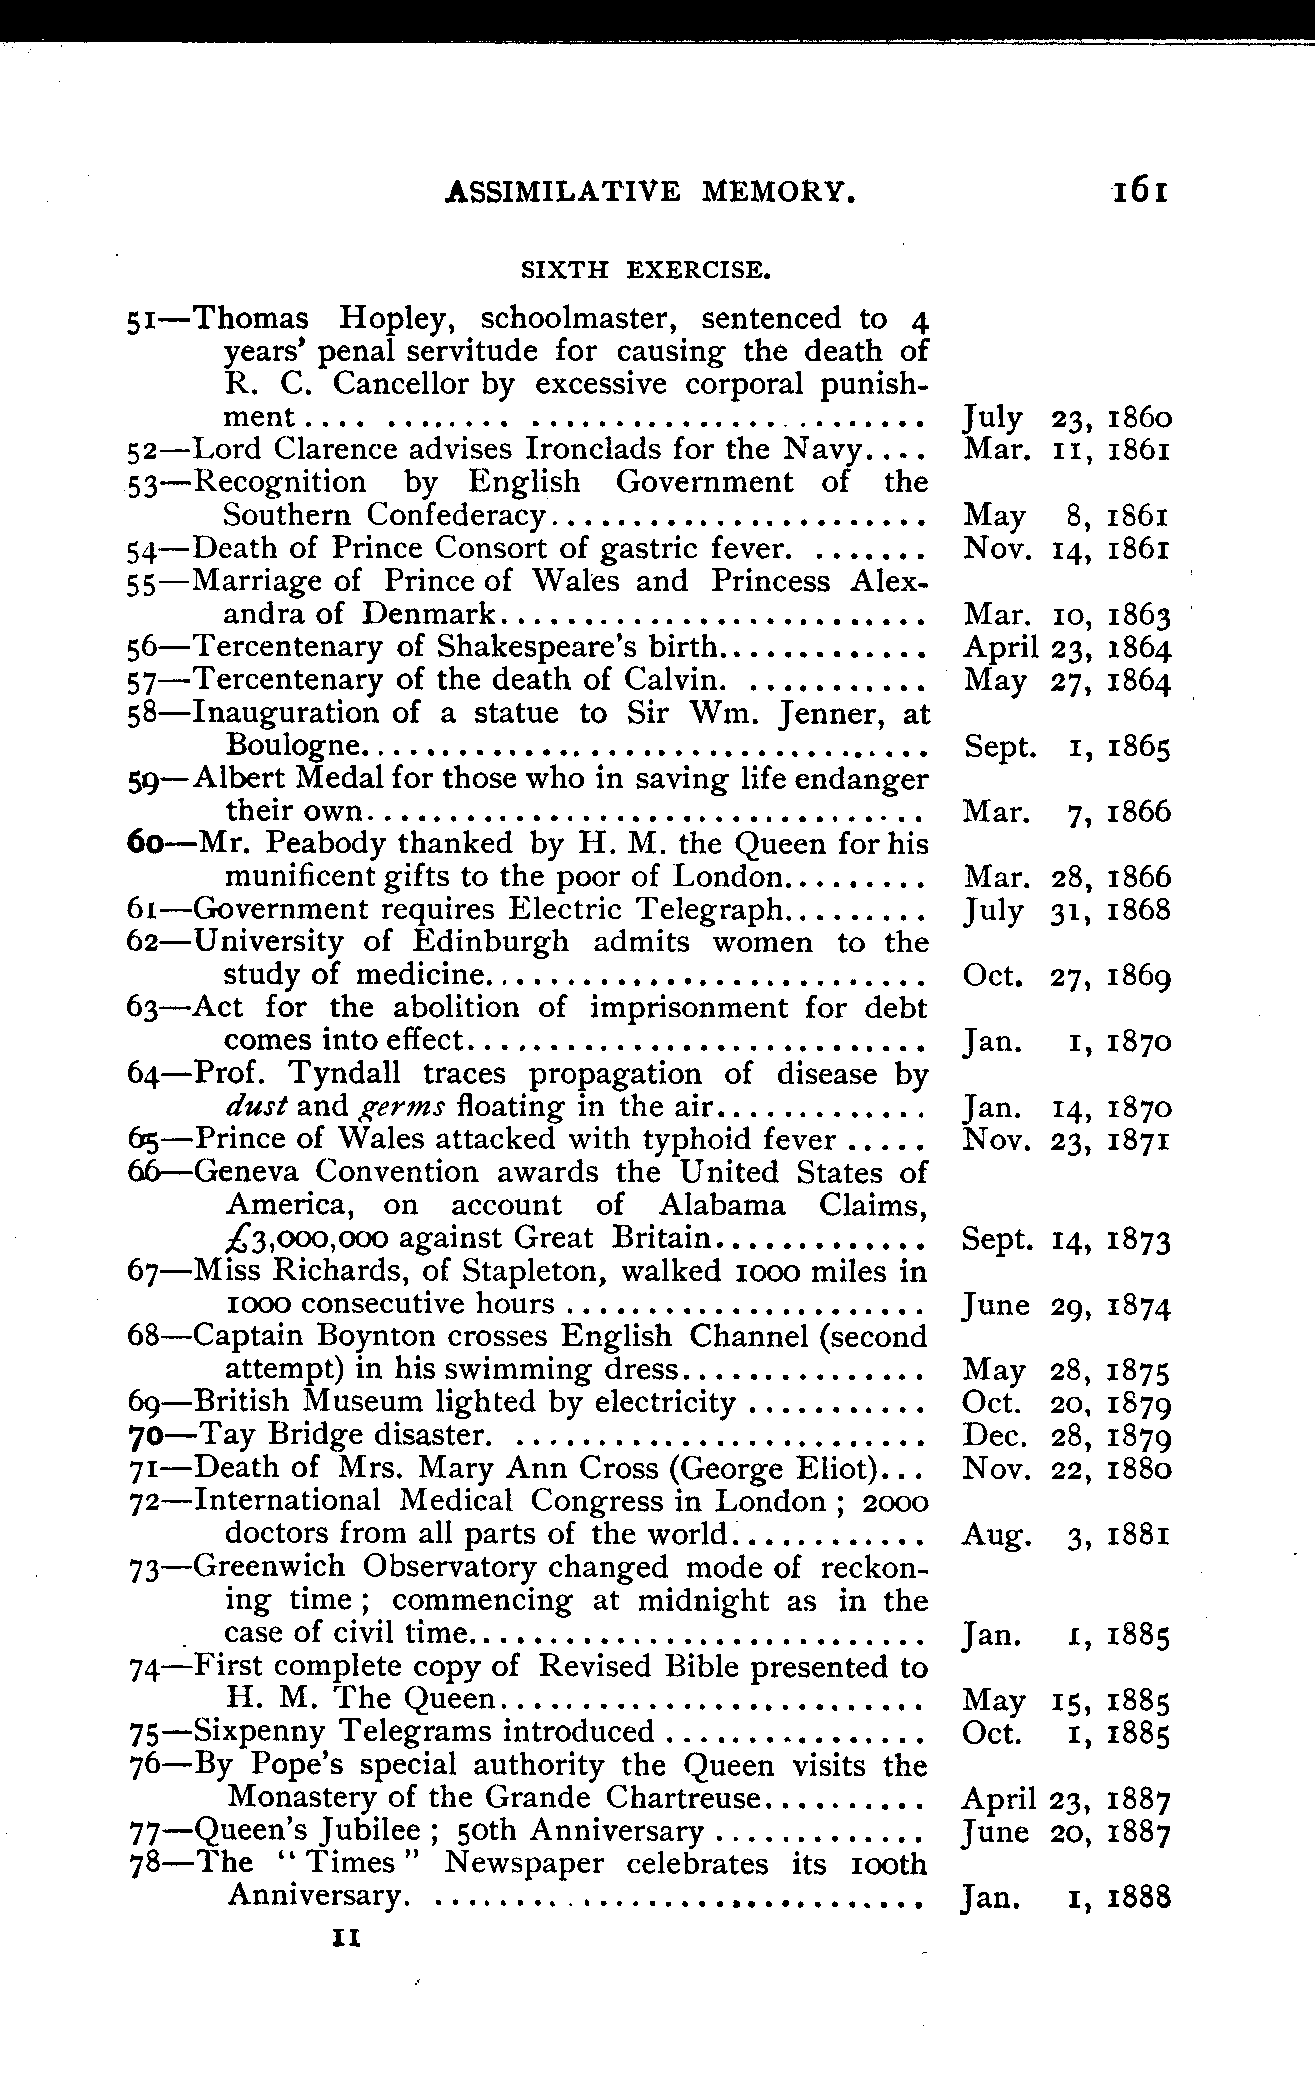 ASSIMILATIVE MEMORY. 161
SIXTH EXERCISE.
51—Thomas Hopley, schoolmaster, sentenced to 4
years' penal servitude for causing the death of
R. C. Cancellor by excessive corporal punish-
ment.... ........ ........................ July 23, 1860
52—Lord Clarence advises Ironclads for the Navy.... Mar. 11, 1861
53—Recognition by English Government of the
Southern Confederacy....................... May 8, 1861
54—Death of Prince Consort of gastric fever. ....... Nov. 14, 1861
55—Marriage of Prince of Wales and Princess Alex-
andra of Denmark.......................... Mar. 10, 1863
56—Tercentenary of Shakespeare's birth............. April 23, 1864
57—Tercentenary of the death of Calvin. ........... May 27, 1864
58—Inauguration of a statue to Sir Wm. Jenner, at
Boulogne................................... Sept. 1, 1865
59—Albert Medal for those who in saving life endanger
their own.................................. Mar. 7, 1866
60—Mr. Peabody thanked by H. M. the Queen for his
munificent gifts to the poor of London......... Mar. 28, 1866
61—Government requires Electric Telegraph......... July 31, 1868
62—University of Edinburgh admits women to the
study of medicine........................... Oct. 27, 1869
63—Act for the abolition of imprisonment for debt
comes into effect............................ Jan. 1, 1870
64—Prof. Tyndall traces propagation of disease by
dust and germs floating in the air............. Jan. 14, 1870
65—Prince of Wales attacked with typhoid fever ..... Nov. 23, 1871
66—Geneva Convention awards the United States of
America, on account of Alabama Claims,
£3,000,000 against Great Britain............. Sept. 14, 1873
67—Miss Richards, of Stapleton, walked 1000 miles in
1000 consecutive hours ...................... June 29, 1874
68—Captain Boynton crosses English Channel (second
attempt) in his swimming dress............... May 28, 1875
69—British Museum lighted by electricity ........... Oct. 20, 1879
70—Tay Bridge disaster. ......................... Dec. 28, 1879
71—Death of Mrs. Mary Ann Cross (George Eliot)... Nov. 22, 1880
72—International Medical Congress in London ; 2000
doctors from all parts of the world............ Aug. 3, 1881
73—Greenwich Observatory changed mode of reckon-
ing time ; commencing at midnight as in the
case of civil time............................ Jan. 1, 1885
74—First complete copy of Revised Bible presented to
H. M. The Queen.......................... May 15, 1885
75—Sixpenny Telegrams introduced ................ Oct. 1, 1885
76—By Pope's special authority the Queen visits the
Monastery of the Grande Chartreuse.......... April 23, 1887
77—Queen's Jubilee ; 50th Anniversary ............. June 20, 1887
78—The "Times" Newspaper celebrates its 100th
Anniversary. .............................. Jan. 1, 1888
11